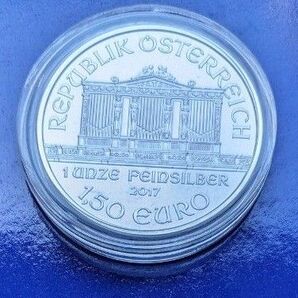 REPUBLIK ÖSTERREICH
1 UNZE FEINSILBER
2017
1,50 EURO